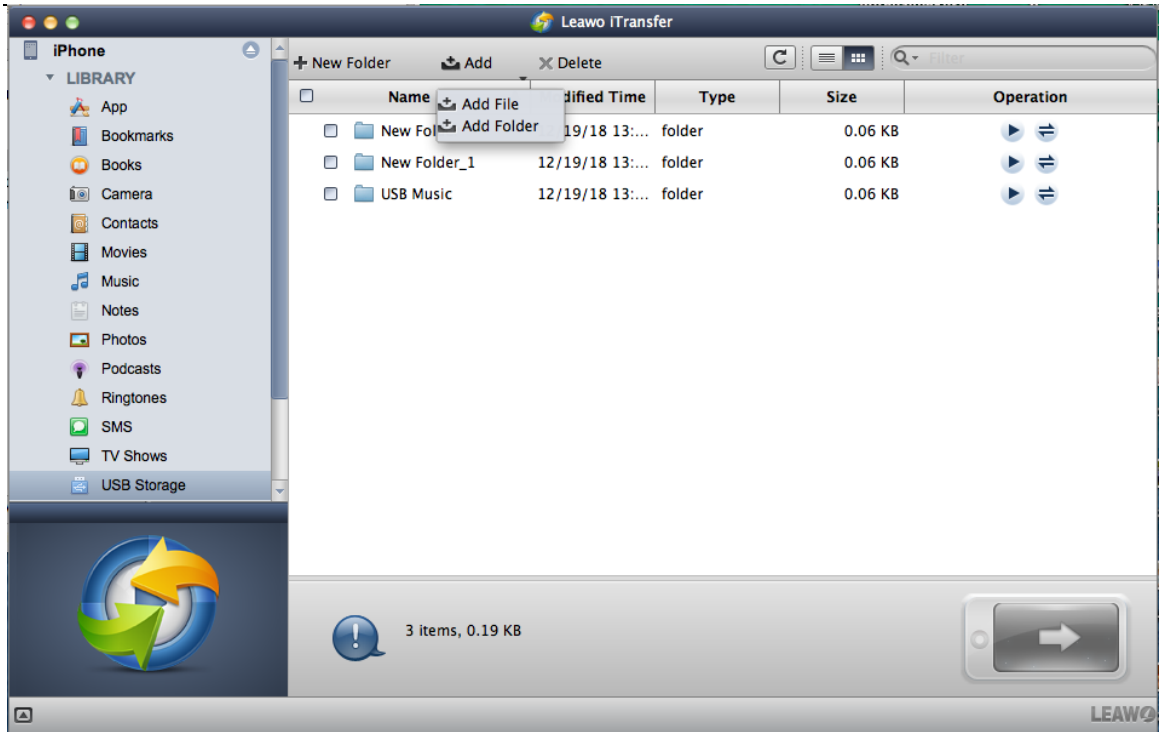 Leawo iTransfer
iPhone
LIBRARY
App
Bookmarks
Books
Camera
Contacts
Movies
Music
Notes
Photos
Podcasts
Ringtones
SMS
TV Shows
USB Storage
New Folder Add Delete Filter
Name dified Time Type Size Operation
Add File
Add Folder
New Fol 19/18 13:... folder 0.06 KB
New Folder_1 12/19/18 13:... folder 0.06 KB
USB Music 12/19/18 13:... folder 0.06 KB
3 items, 0.19 KB
LEAWO